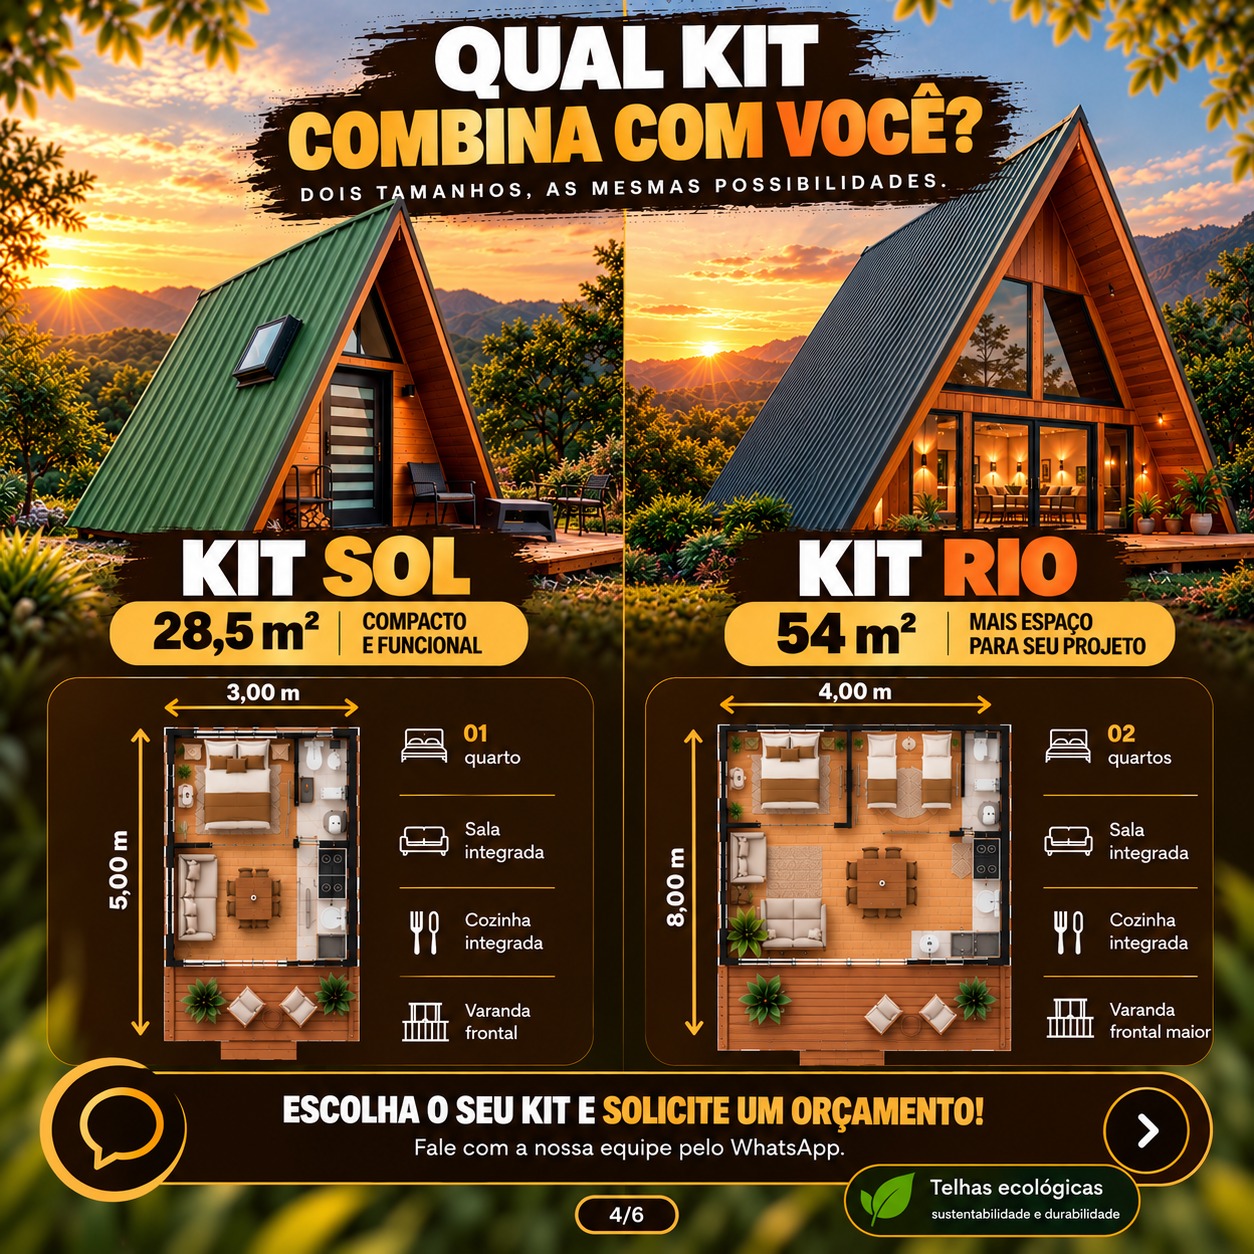 QUAL KIT
COMBINA COM VOCÊ?
DOIS TAMANHOS, AS MESMAS POSSIBILIDADES.
KIT SOL
28,5 m²
COMPACTO
E FUNCIONAL
3,00 m
5,00 m
01
quarto
Sala
integrada
Cozinha
integrada
Varanda
frontal
KIT RIO
54 m²
MAIS ESPAÇO
PARA SEU PROJETO
4,00 m
8,00 m
02
quartos
Sala
integrada
Cozinha
integrada
Varanda
frontal maior
ESCOLHA O SEU KIT E SOLICITE UM ORÇAMENTO!
Fale com a nossa equipe pelo WhatsApp.
Telhas ecológicas
sustentabilidade e durabilidade
4/6